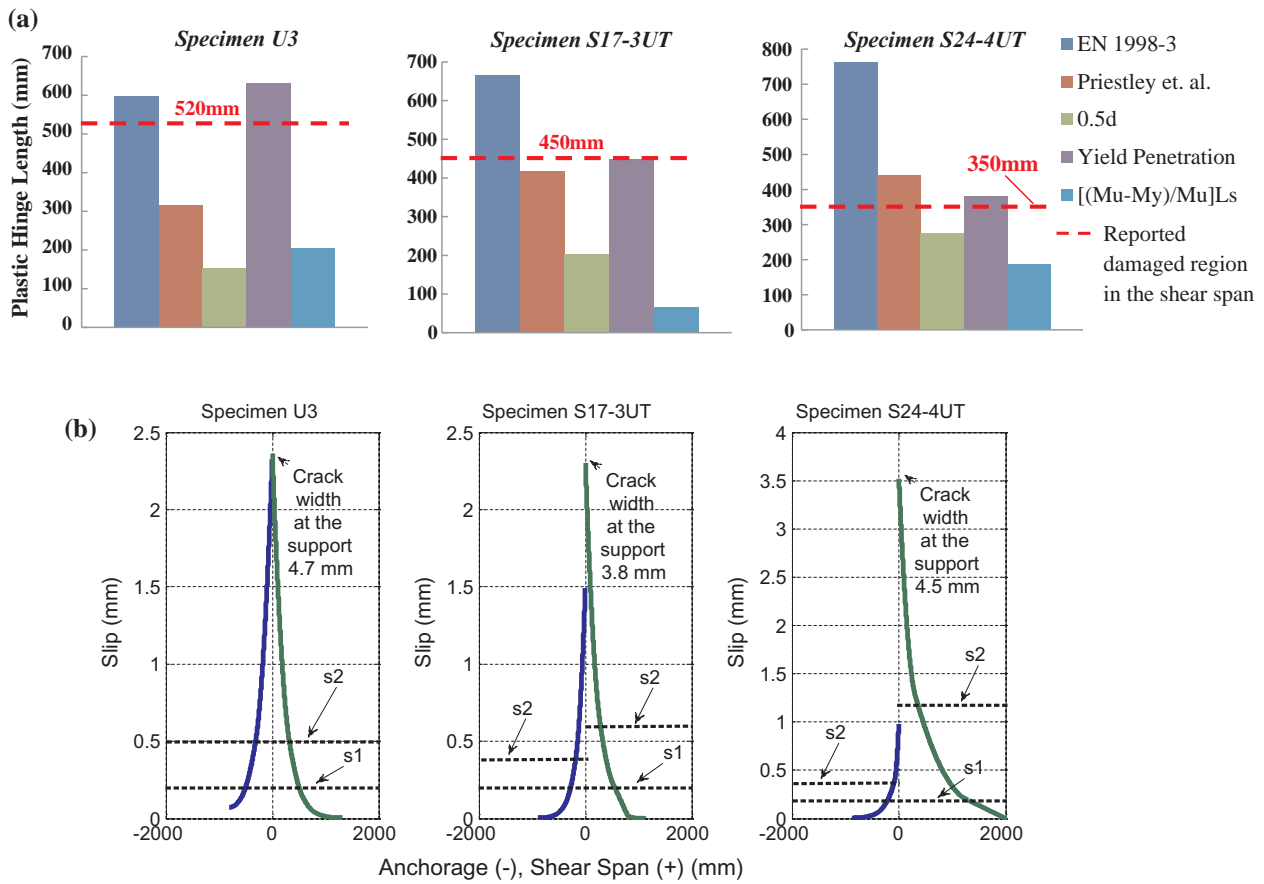 (a)
Specimen U3
Specimen S17-3UT
Specimen S24-4UT
Plastic Hinge Length (mm)
700
600
500
400
300
200
100
0
520mm
700
600
500
400
300
200
100
0
450mm
800
700
600
500
400
300
200
100
0
350mm
EN 1998-3
Priestley et. al.
0.5d
Yield Penetration
[(Mu-My)/Mu]Ls
Reported
damaged region
in the shear span
(b)
Specimen U3
Slip (mm)
2.5
2
1.5
1
0.5
0
-2000
0
2000
Crack
width
at the
support
4.7 mm
s2
s1
Specimen S17-3UT
Slip (mm)
2.5
2
1.5
1
0.5
0
-2000
0
2000
Crack
width
at the
support
3.8 mm
s2
s2
s1
Specimen S24-4UT
Slip (mm)
4
3.5
3
2.5
2
1.5
1
0.5
0
-2000
0
2000
Crack
width
at the
support
4.5 mm
s2
s2
s1
Anchorage (-), Shear Span (+) (mm)